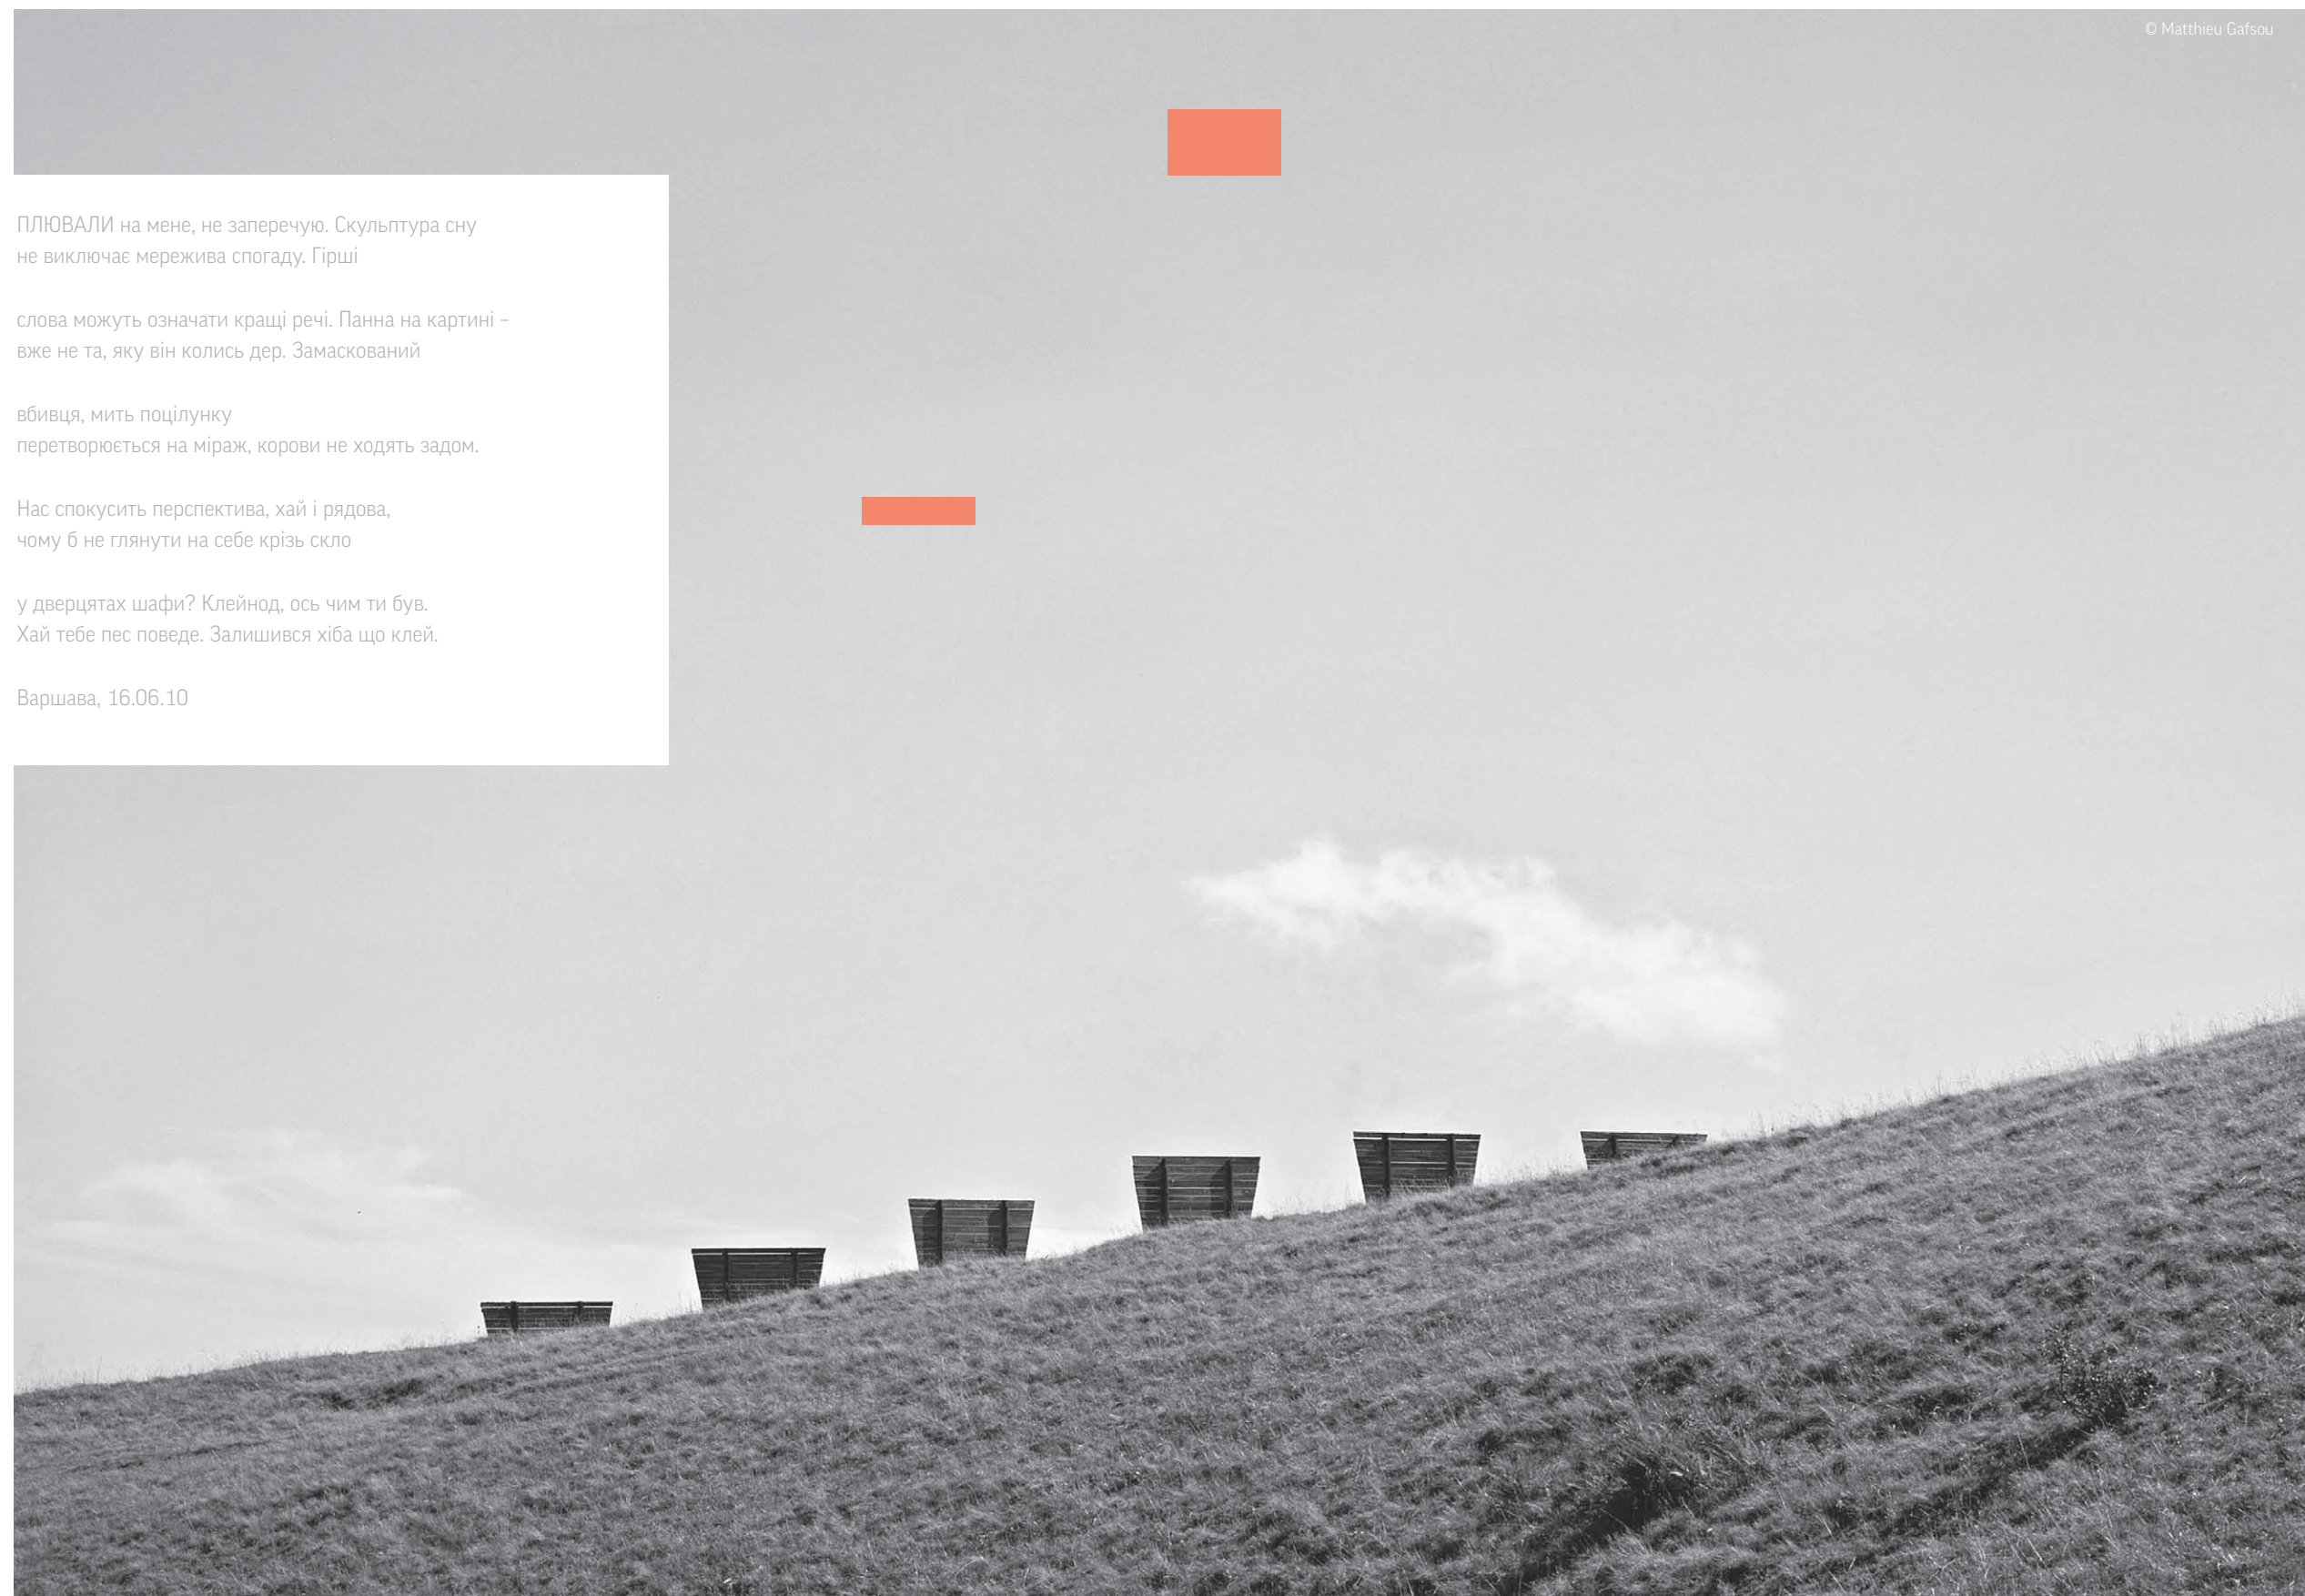 © Matthieu Gafsou
ПЛЮВАЛИ на мене, не заперечую. Скульптура сну
не виключає мережива спогаду. Гірші
слова можуть означати кращі речі. Панна на картині –
вже не та, яку він колись дер. Замаскований
вбивця, мить поцілунку
перетворюється на міраж, корови не ходять задом.
Нас спокусить перспектива, хай і рядова,
чому б не глянути на себе крізь скло
у дверцятах шафи? Клейнод, ось чим ти був.
Хай тебе пес поведе. Залишився хіба що клей.
Варшава, 16.06.10